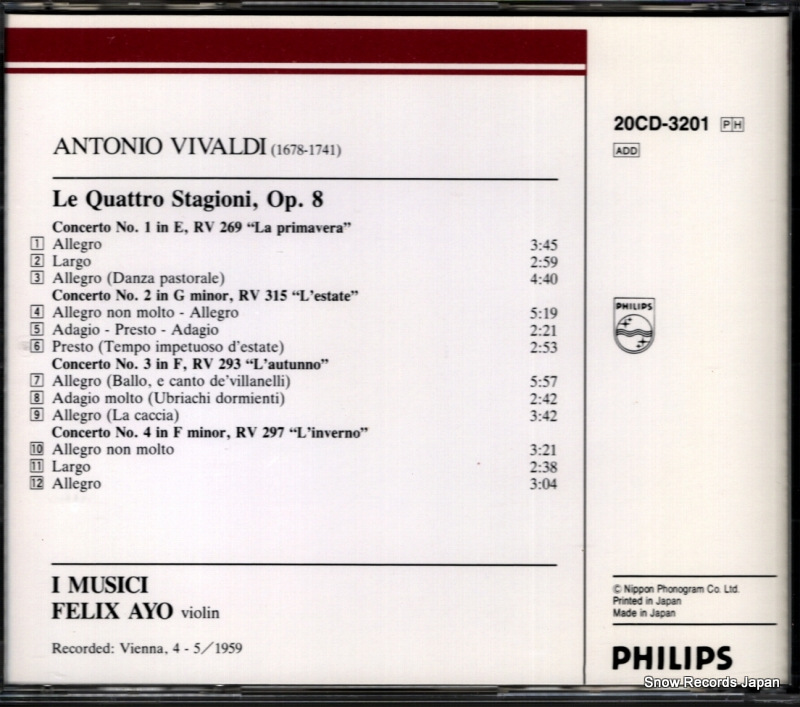 ANTONIO VIVALDI (1678-1741)
Le Quattro Stagioni, Op. 8
Concerto No. 1 in E, RV 269 “La primavera”
1 Allegro 3:45
2 Largo 2:59
3 Allegro (Danza pastorale) 4:40
Concerto No. 2 in G minor, RV 315 “L'estate”
4 Allegro non molto - Allegro 5:19
5 Adagio - Presto - Adagio 2:21
6 Presto (Tempo impetuoso d'estate) 2:53
Concerto No. 3 in F, RV 293 “L'autunno”
7 Allegro (Ballo, e canto de'villanelli) 5:57
8 Adagio molto (Ubriachi dormienti) 2:42
9 Allegro (La caccia) 3:42
Concerto No. 4 in F minor, RV 297 “L'inverno”
10 Allegro non molto 3:21
11 Largo 2:38
12 Allegro 3:04
I MUSICI
FELIX AYO violin
Recorded: Vienna, 4 - 5/1959
20CD-3201 PH
ADD
PHILIPS
© Nippon Phonogram Co. Ltd.
Printed in Japan
Made in Japan
PHILIPS
Snow Records Japan